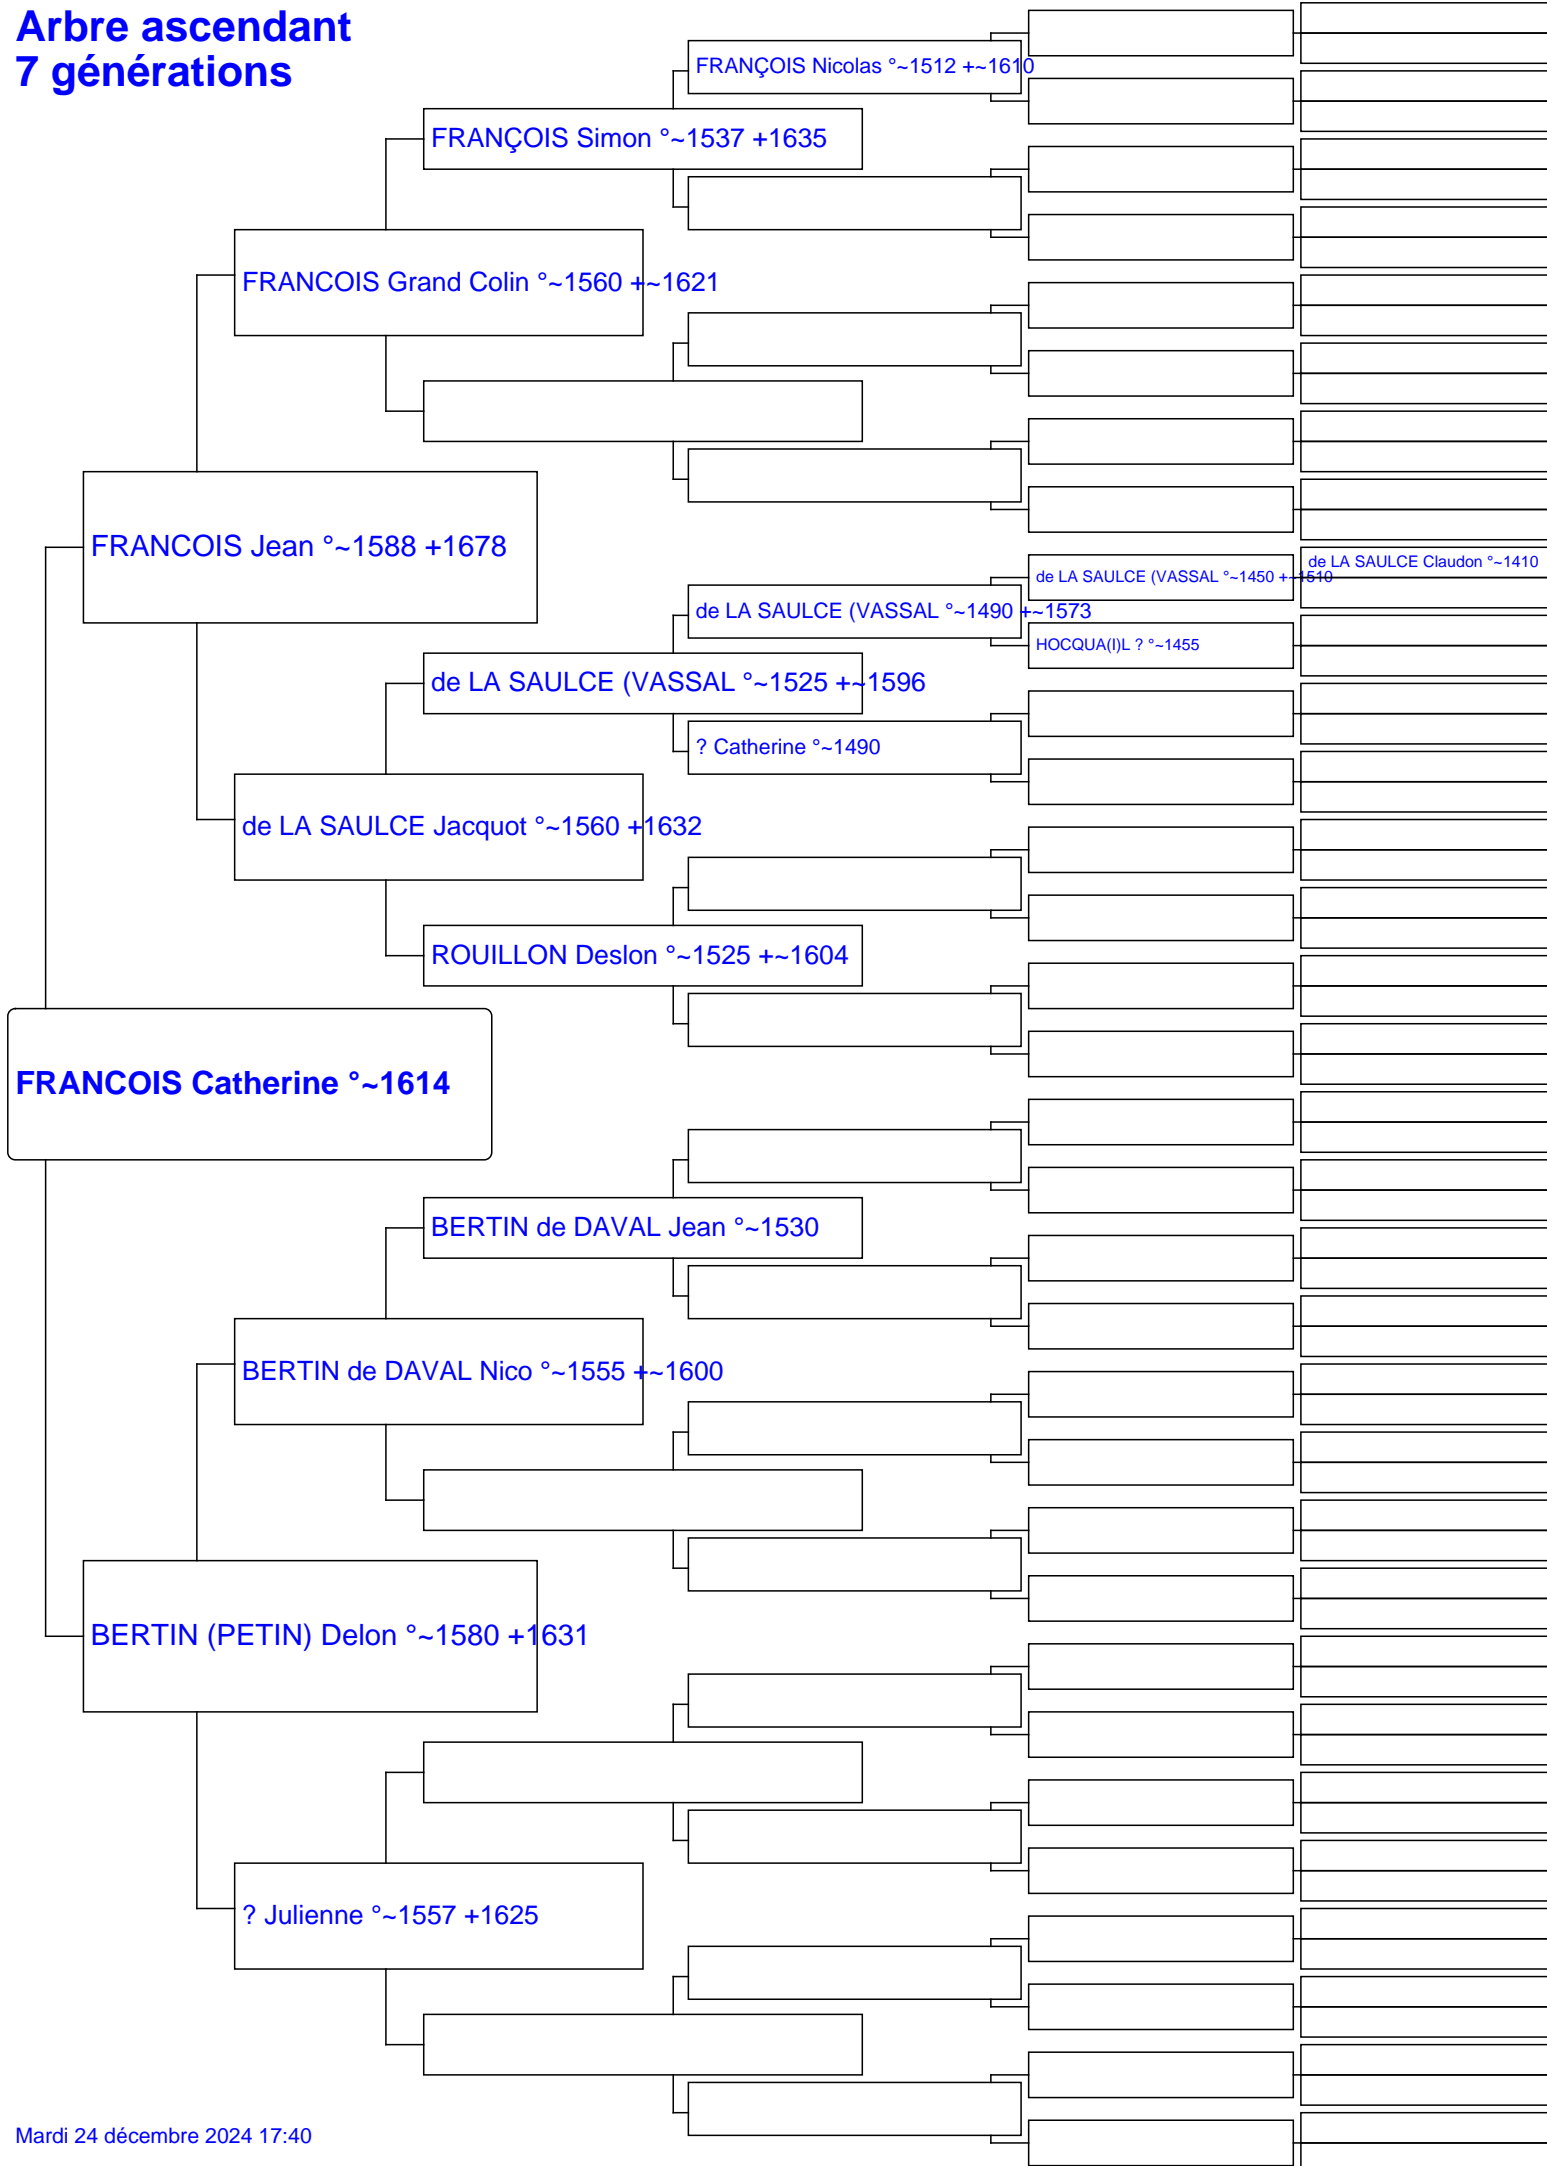 Arbre ascendant
7 générations
FRANÇOIS Nicolas °~1512 +~1610
FRANÇOIS Simon °~1537 +1635
FRANCOIS Grand Colin °~1560 +~1621
FRANCOIS Jean °~1588 +1678
de LA SAULCE Claudon °~1410
de LA SAULCE (VASSAL °~1450 +~1510
de LA SAULCE (VASSAL °~1490 +~1573
HOCQUA(I)L ? °~1455
de LA SAULCE (VASSAL °~1525 +~1596
? Catherine °~1490
de LA SAULCE Jacquot °~1560 +1632
ROUILLON Deslon °~1525 +~1604
FRANCOIS Catherine °~1614
BERTIN de DAVAL Jean °~1530
BERTIN de DAVAL Nico °~1555 +~1600
BERTIN (PETIN) Delon °~1580 +1631
? Julienne °~1557 +1625
Mardi 24 décembre 2024 17:40